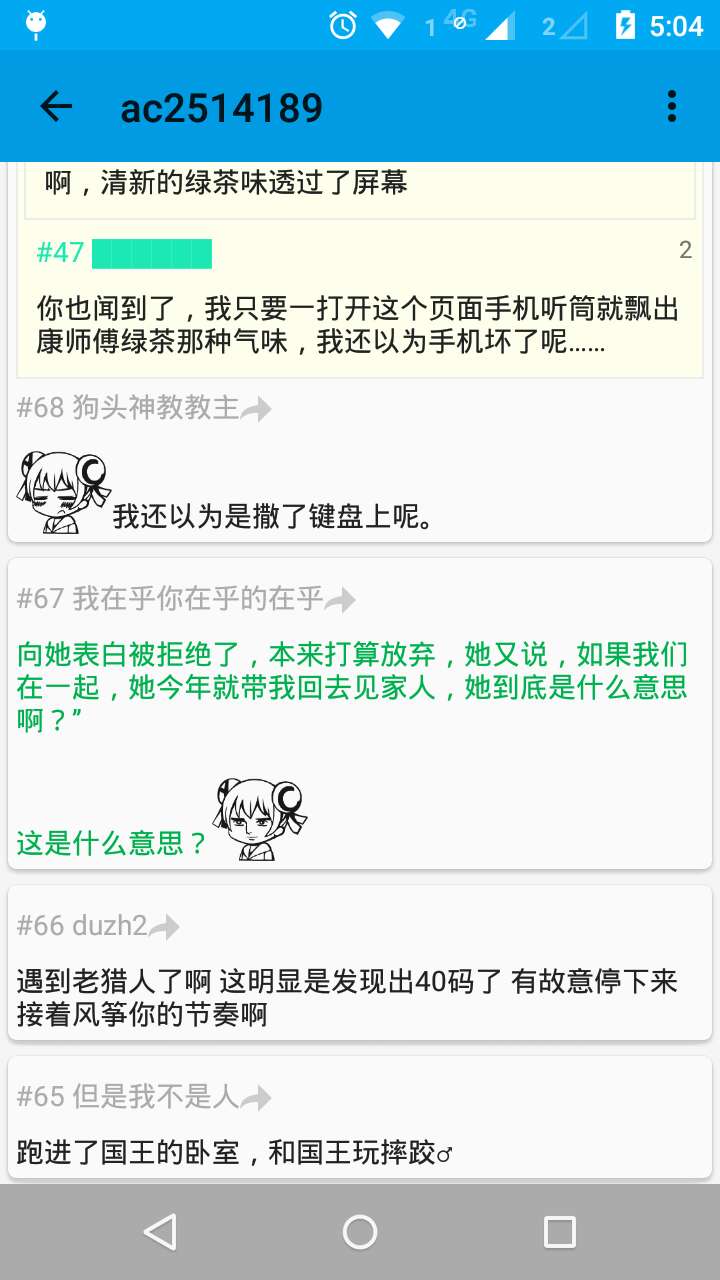 1 4G 2 5:04
ac2514189
啊，清新的绿茶味透过了屏幕
#47 ██████ 2
你也闻到了，我只要一打开这个页面手机听筒就飘出
康师傅绿茶那种气味，我还以为手机坏了呢……
#68 狗头神教教主
我还以为是撒了键盘上呢。
#67 我在乎你在乎的在乎
向她表白被拒绝了，本来打算放弃，她又说，如果我们
在一起，她今年就带我回去见家人，她到底是什么意思
啊？”
这是什么意思？
#66 duzh2
遇到老猎人了啊 这明显是发现出40码了 有故意停下来
接着风筝你的节奏啊
#65 但是我不是人
跑进了国王的卧室，和国王玩摔跤♂